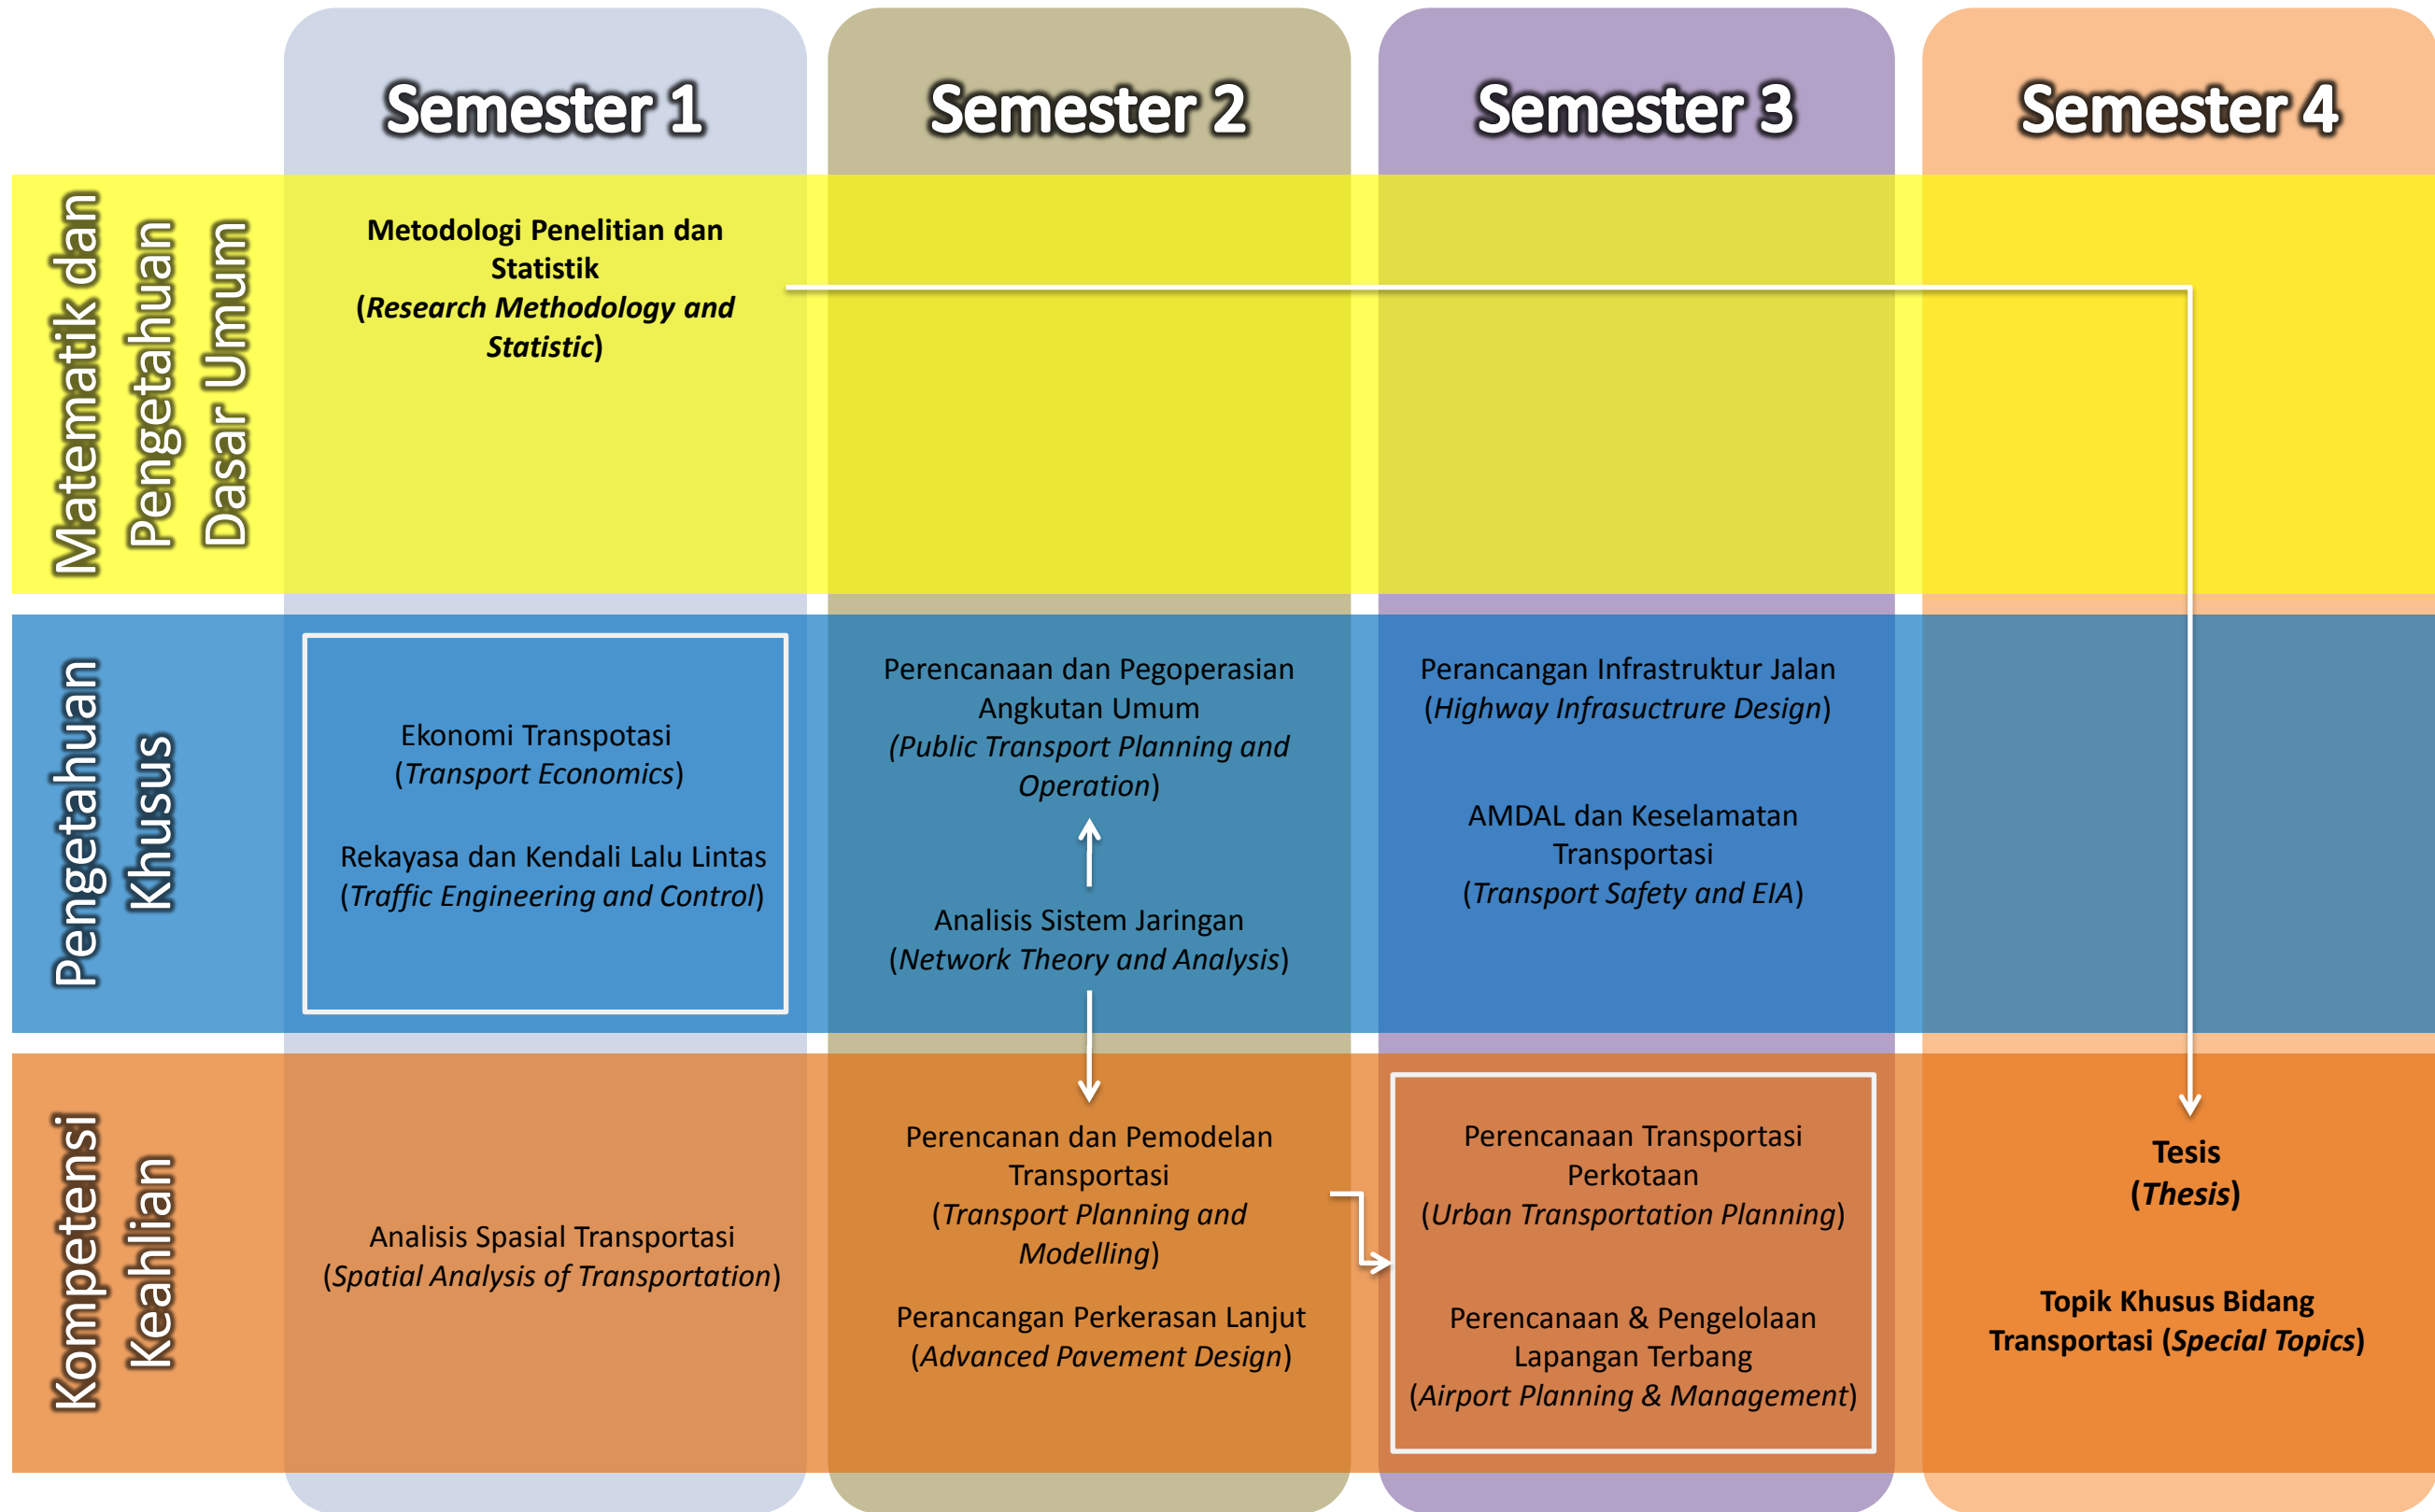 Semester 1
Semester 2
Semester 3
Semester 4
Matematik dan
Pengetahuan
Dasar Umum
Metodologi Penelitian dan
Statistik
(Research Methodology and
Statistic)
Pengetahuan
Khusus
Ekonomi Transpotasi
(Transport Economics)
Rekayasa dan Kendali Lalu Lintas
(Traffic Engineering and Control)
Perencanaan dan Pegoperasian
Angkutan Umum
(Public Transport Planning and
Operation)
Analisis Sistem Jaringan
(Network Theory and Analysis)
Perancangan Infrastruktur Jalan
(Highway Infrasuctrure Design)
AMDAL dan Keselamatan
Transportasi
(Transport Safety and EIA)
Kompetensi
Keahlian
Analisis Spasial Transportasi
(Spatial Analysis of Transportation)
Perencanan dan Pemodelan
Transportasi
(Transport Planning and
Modelling)
Perancangan Perkerasan Lanjut
(Advanced Pavement Design)
Perencanaan Transportasi
Perkotaan
(Urban Transportation Planning)
Perencanaan & Pengelolaan
Lapangan Terbang
(Airport Planning & Management)
Tesis
(Thesis)
Topik Khusus Bidang
Transportasi (Special Topics)